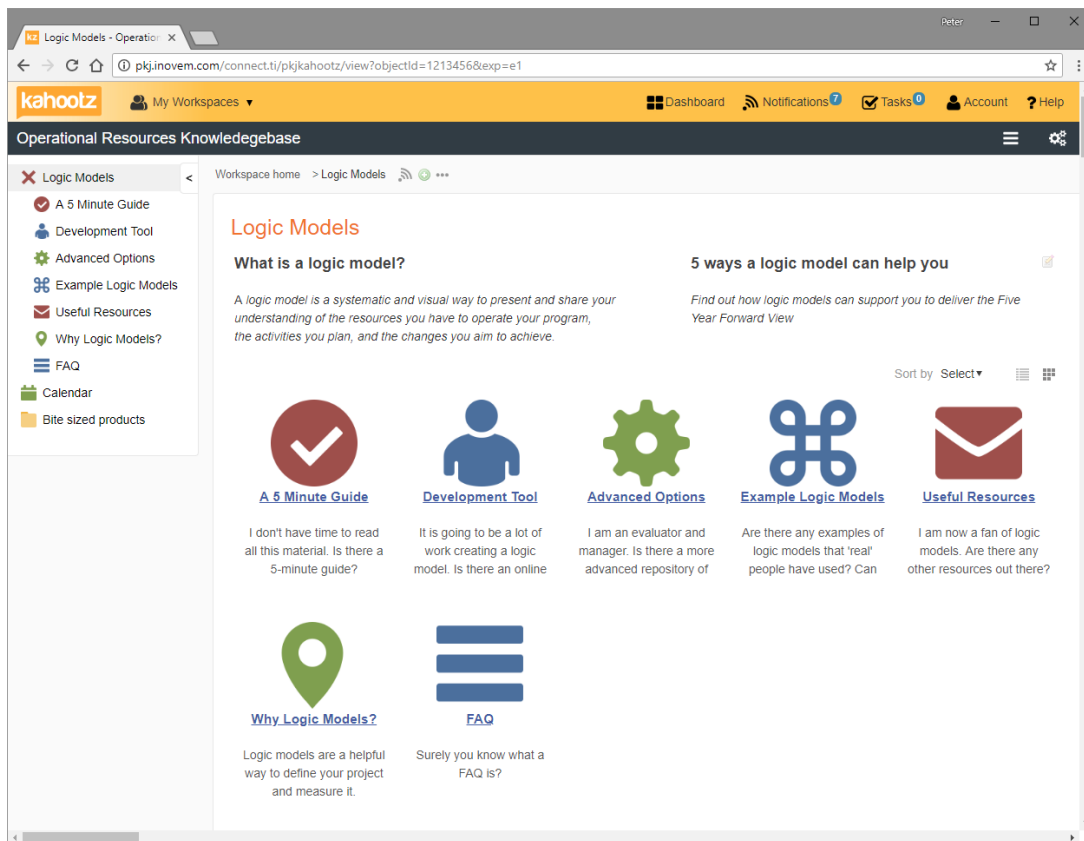 Peter
kz Logic Models - Operation
pkj.inovem.com/connect.ti/pkjkahootz/view?objectId=1213456&exp=e1
kahootz My Workspaces Dashboard Notifications 7 Tasks 0 Account ? Help
Operational Resources Knowledegebase
Logic Models <
A 5 Minute Guide
Development Tool
Advanced Options
Example Logic Models
Useful Resources
Why Logic Models?
FAQ
Calendar
Bite sized products
Workspace home > Logic Models
Logic Models
What is a logic model?
A logic model is a systematic and visual way to present and share your
understanding of the resources you have to operate your program,
the activities you plan, and the changes you aim to achieve.
5 ways a logic model can help you
Find out how logic models can support you to deliver the Five
Year Forward View
Sort by Select
A 5 Minute Guide
I don't have time to read
all this material. Is there a
5-minute guide?
Development Tool
It is going to be a lot of
work creating a logic
model. Is there an online
Advanced Options
I am an evaluator and
manager. Is there a more
advanced repository of
Example Logic Models
Are there any examples of
logic models that 'real'
people have used? Can
Useful Resources
I am now a fan of logic
models. Are there any
other resources out there?
Why Logic Models?
Logic models are a helpful
way to define your project
and measure it.
FAQ
Surely you know what a
FAQ is?